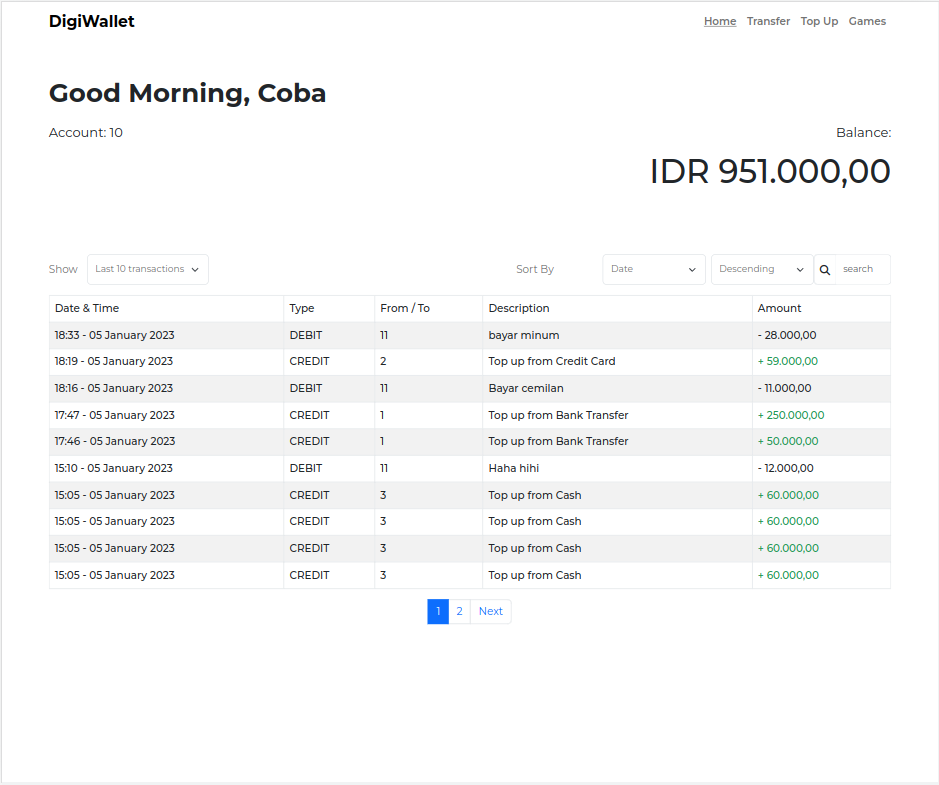 DigiWallet Home Transfer Top Up Games
Good Morning, Coba
Account: 10 Balance:
IDR 951.000,00
Show Last 10 transactions Sort By Date Descending search
Date & Time Type From / To Description Amount
18:33 - 05 January 2023 DEBIT 11 bayar minum - 28.000,00
18:19 - 05 January 2023 CREDIT 2 Top up from Credit Card + 59.000,00
18:16 - 05 January 2023 DEBIT 11 Bayar cemilan - 11.000,00
17:47 - 05 January 2023 CREDIT 1 Top up from Bank Transfer + 250.000,00
17:46 - 05 January 2023 CREDIT 1 Top up from Bank Transfer + 50.000,00
15:10 - 05 January 2023 DEBIT 11 Haha hihi - 12.000,00
15:05 - 05 January 2023 CREDIT 3 Top up from Cash + 60.000,00
15:05 - 05 January 2023 CREDIT 3 Top up from Cash + 60.000,00
15:05 - 05 January 2023 CREDIT 3 Top up from Cash + 60.000,00
15:05 - 05 January 2023 CREDIT 3 Top up from Cash + 60.000,00
1 2 Next